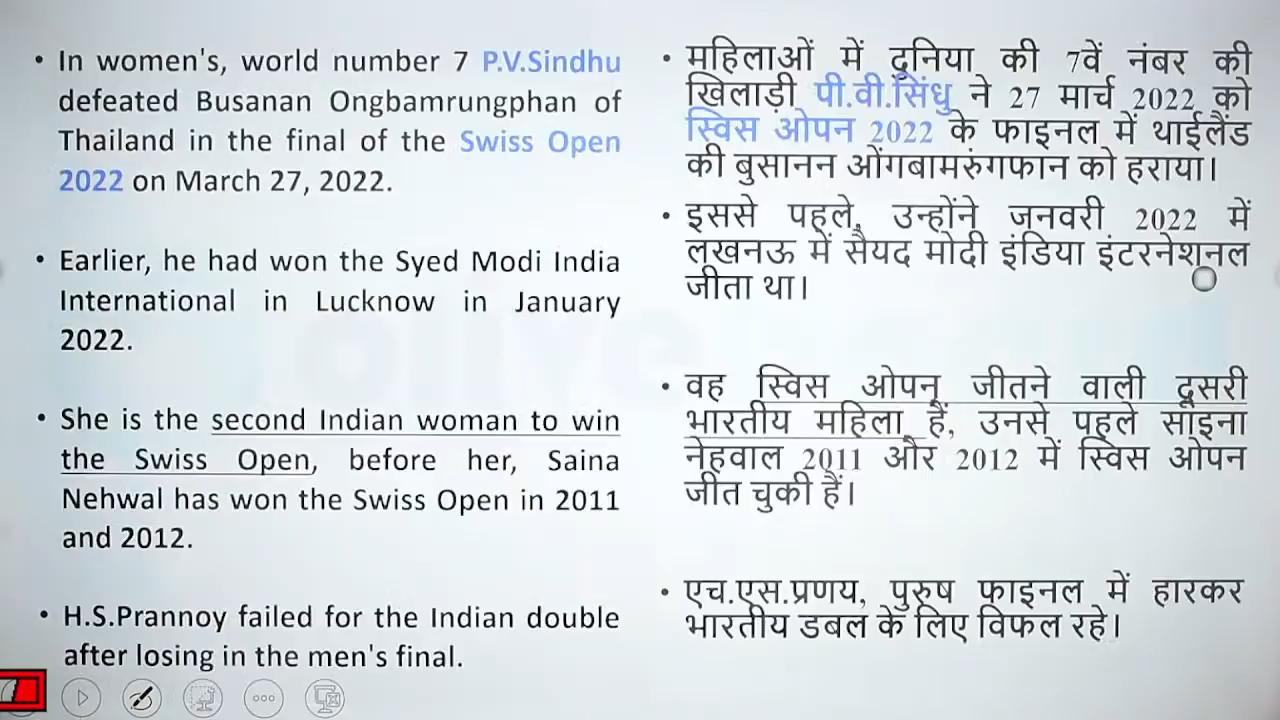 • In women's, world number 7 P.V.Sindhu
defeated Busanan Ongbamrungphan of
Thailand in the final of the Swiss Open
2022 on March 27, 2022.
• Earlier, he had won the Syed Modi India
International in Lucknow in January
2022.
• She is the second Indian woman to win
the Swiss Open, before her, Saina
Nehwal has won the Swiss Open in 2011
and 2012.
• H.S.Prannoy failed for the Indian double
after losing in the men's final.
• महिलाओं में दुनिया की 7वें नंबर की
खिलाड़ी पी.वी.सिंधु ने 27 मार्च 2022 को
स्विस ओपन 2022 के फाइनल में थाईलैंड
की बुसानन ओंगबामरुंगफान को हराया।
• इससे पहले, उन्होंने जनवरी 2022 में
लखनऊ में सैयद मोदी इंडिया इंटरनेशनल
जीता था।
• वह स्विस ओपन जीतने वाली दूसरी
भारतीय महिला हैं, उनसे पहले साइना
नेहवाल 2011 और 2012 में स्विस ओपन
जीत चुकी हैं।
• एच.एस.प्रणय, पुरुष फाइनल में हारकर
भारतीय डबल के लिए विफल रहे।